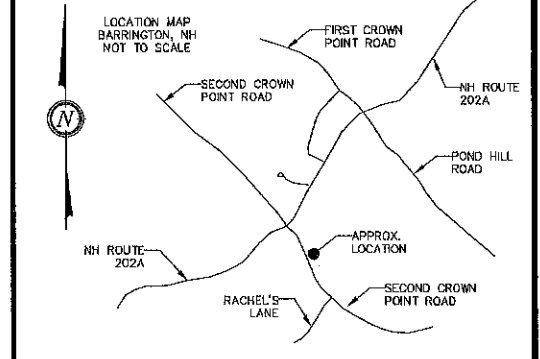 LOCATION MAP
BARRINGTON, NH
NOT TO SCALE
FIRST CROWN
POINT ROAD
SECOND CROWN
POINT ROAD
NH ROUTE
202A
N
POND HILL
ROAD
APPROX.
LOCATION
NH ROUTE
202A
RACHEL'S
LANE
SECOND CROWN
POINT ROAD